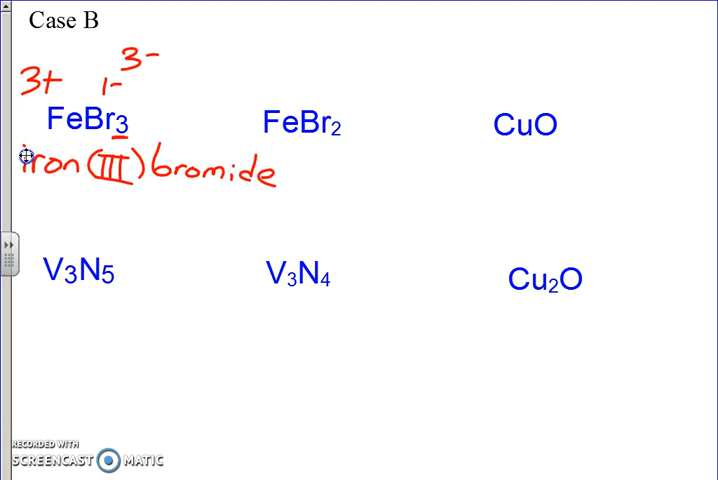 Case B
3+ 1- 3-
FeBr3 FeBr2 CuO
iron (III) bromide
V3N5 V3N4 Cu2O
RECORDED WITH
SCREENCAST MATIC